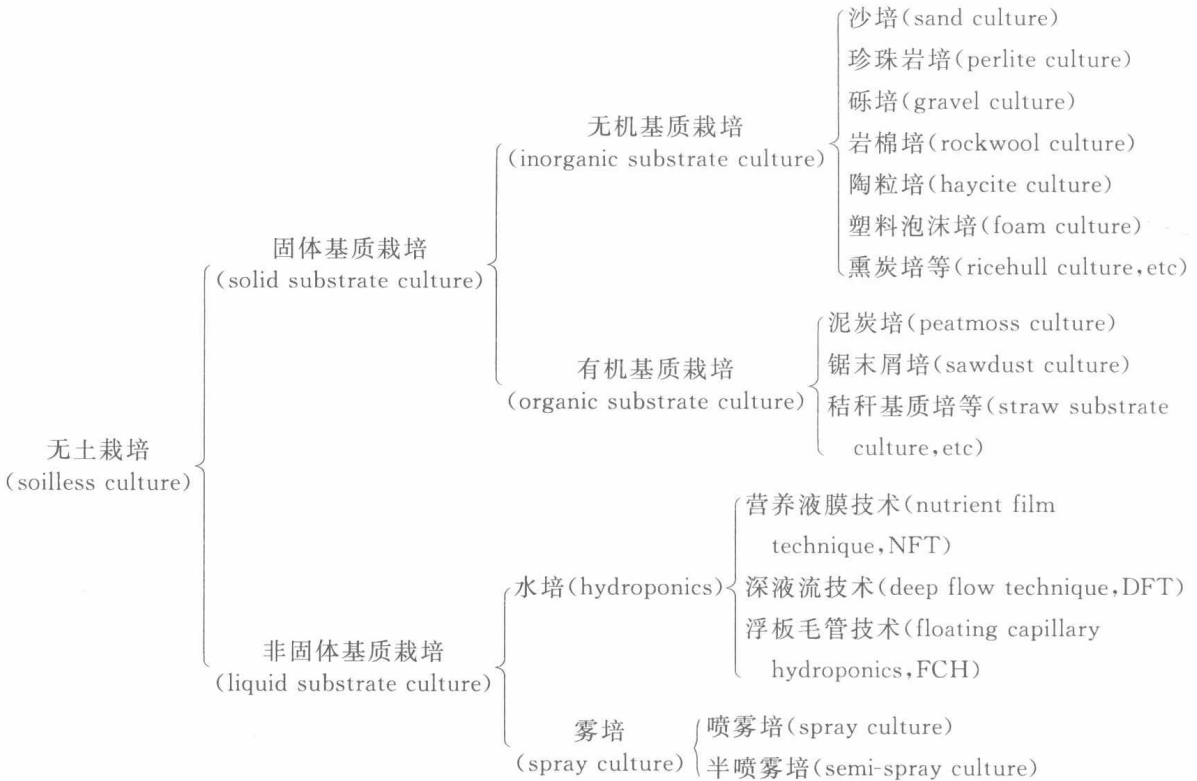 沙培(sand culture)
珍珠岩培(perlite culture)
砾培(gravel culture)
无机基质栽培
(inorganic substrate culture)
岩棉培(rockwool culture)
陶粒培(haycite culture)
塑料泡沫培(foam culture)
熏炭培等(ricehull culture,etc)
固体基质栽培
(solid substrate culture)
泥炭培(peatmoss culture)
有机基质栽培
(organic substrate culture)
锯末屑培(sawdust culture)
秸秆基质培等(straw substrate
culture,etc)
无土栽培
(soilless culture)
营养液膜技术(nutrient film
technique,NFT)
水培(hydroponics)
深液流技术(deep flow technique,DFT)
浮板毛管技术(floating capillary
hydroponics,FCH)
非固体基质栽培
(liquid substrate culture)
雾培
(spray culture)
喷雾培(spray culture)
半喷雾培(semi-spray culture)